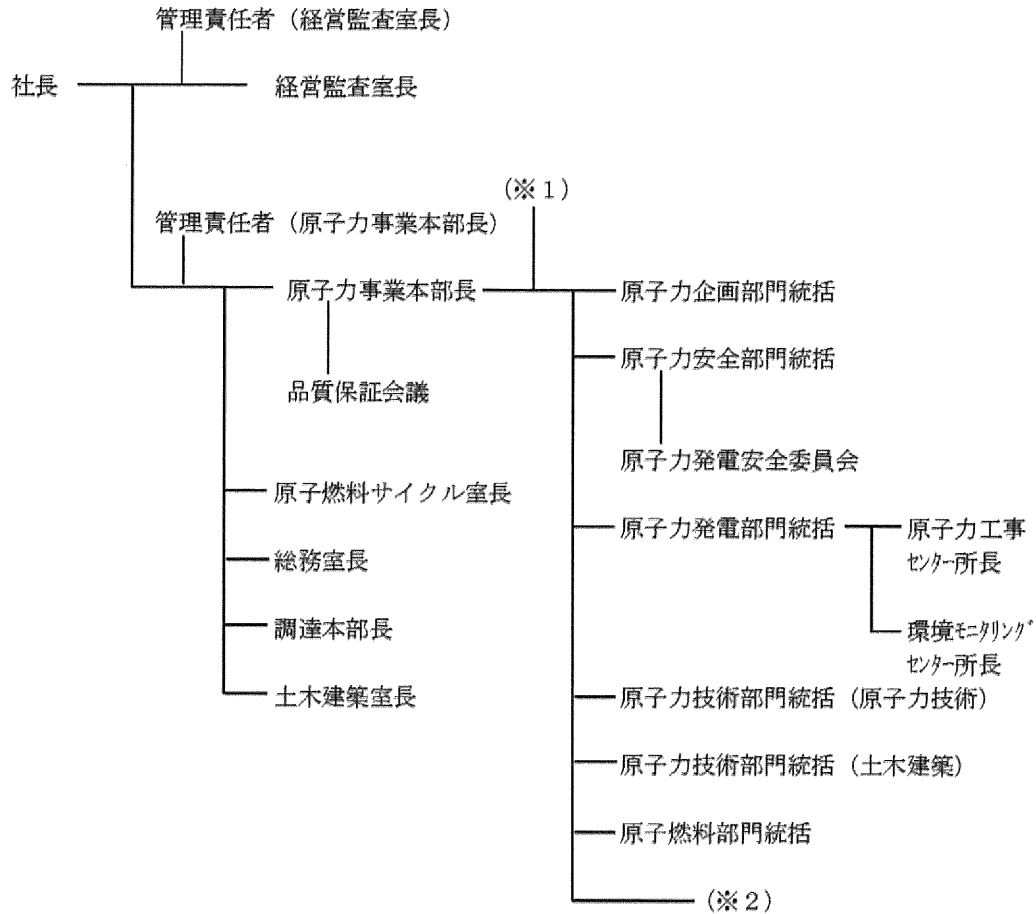 管理責任者（経営監査室長）
社長
経営監査室長
（※１）
管理責任者（原子力事業本部長）
原子力事業本部長
原子力企画部門統括
原子力安全部門統括
品質保証会議
原子力発電安全委員会
原子燃料サイクル室長
原子力発電部門統括
原子力工事
ｾﾝﾀｰ所長
総務室長
調達本部長
環境ﾓﾆﾀﾘﾝｸﾞ
ｾﾝﾀｰ所長
土木建築室長
原子力技術部門統括（原子力技術）
原子力技術部門統括（土木建築）
原子燃料部門統括
（※２）